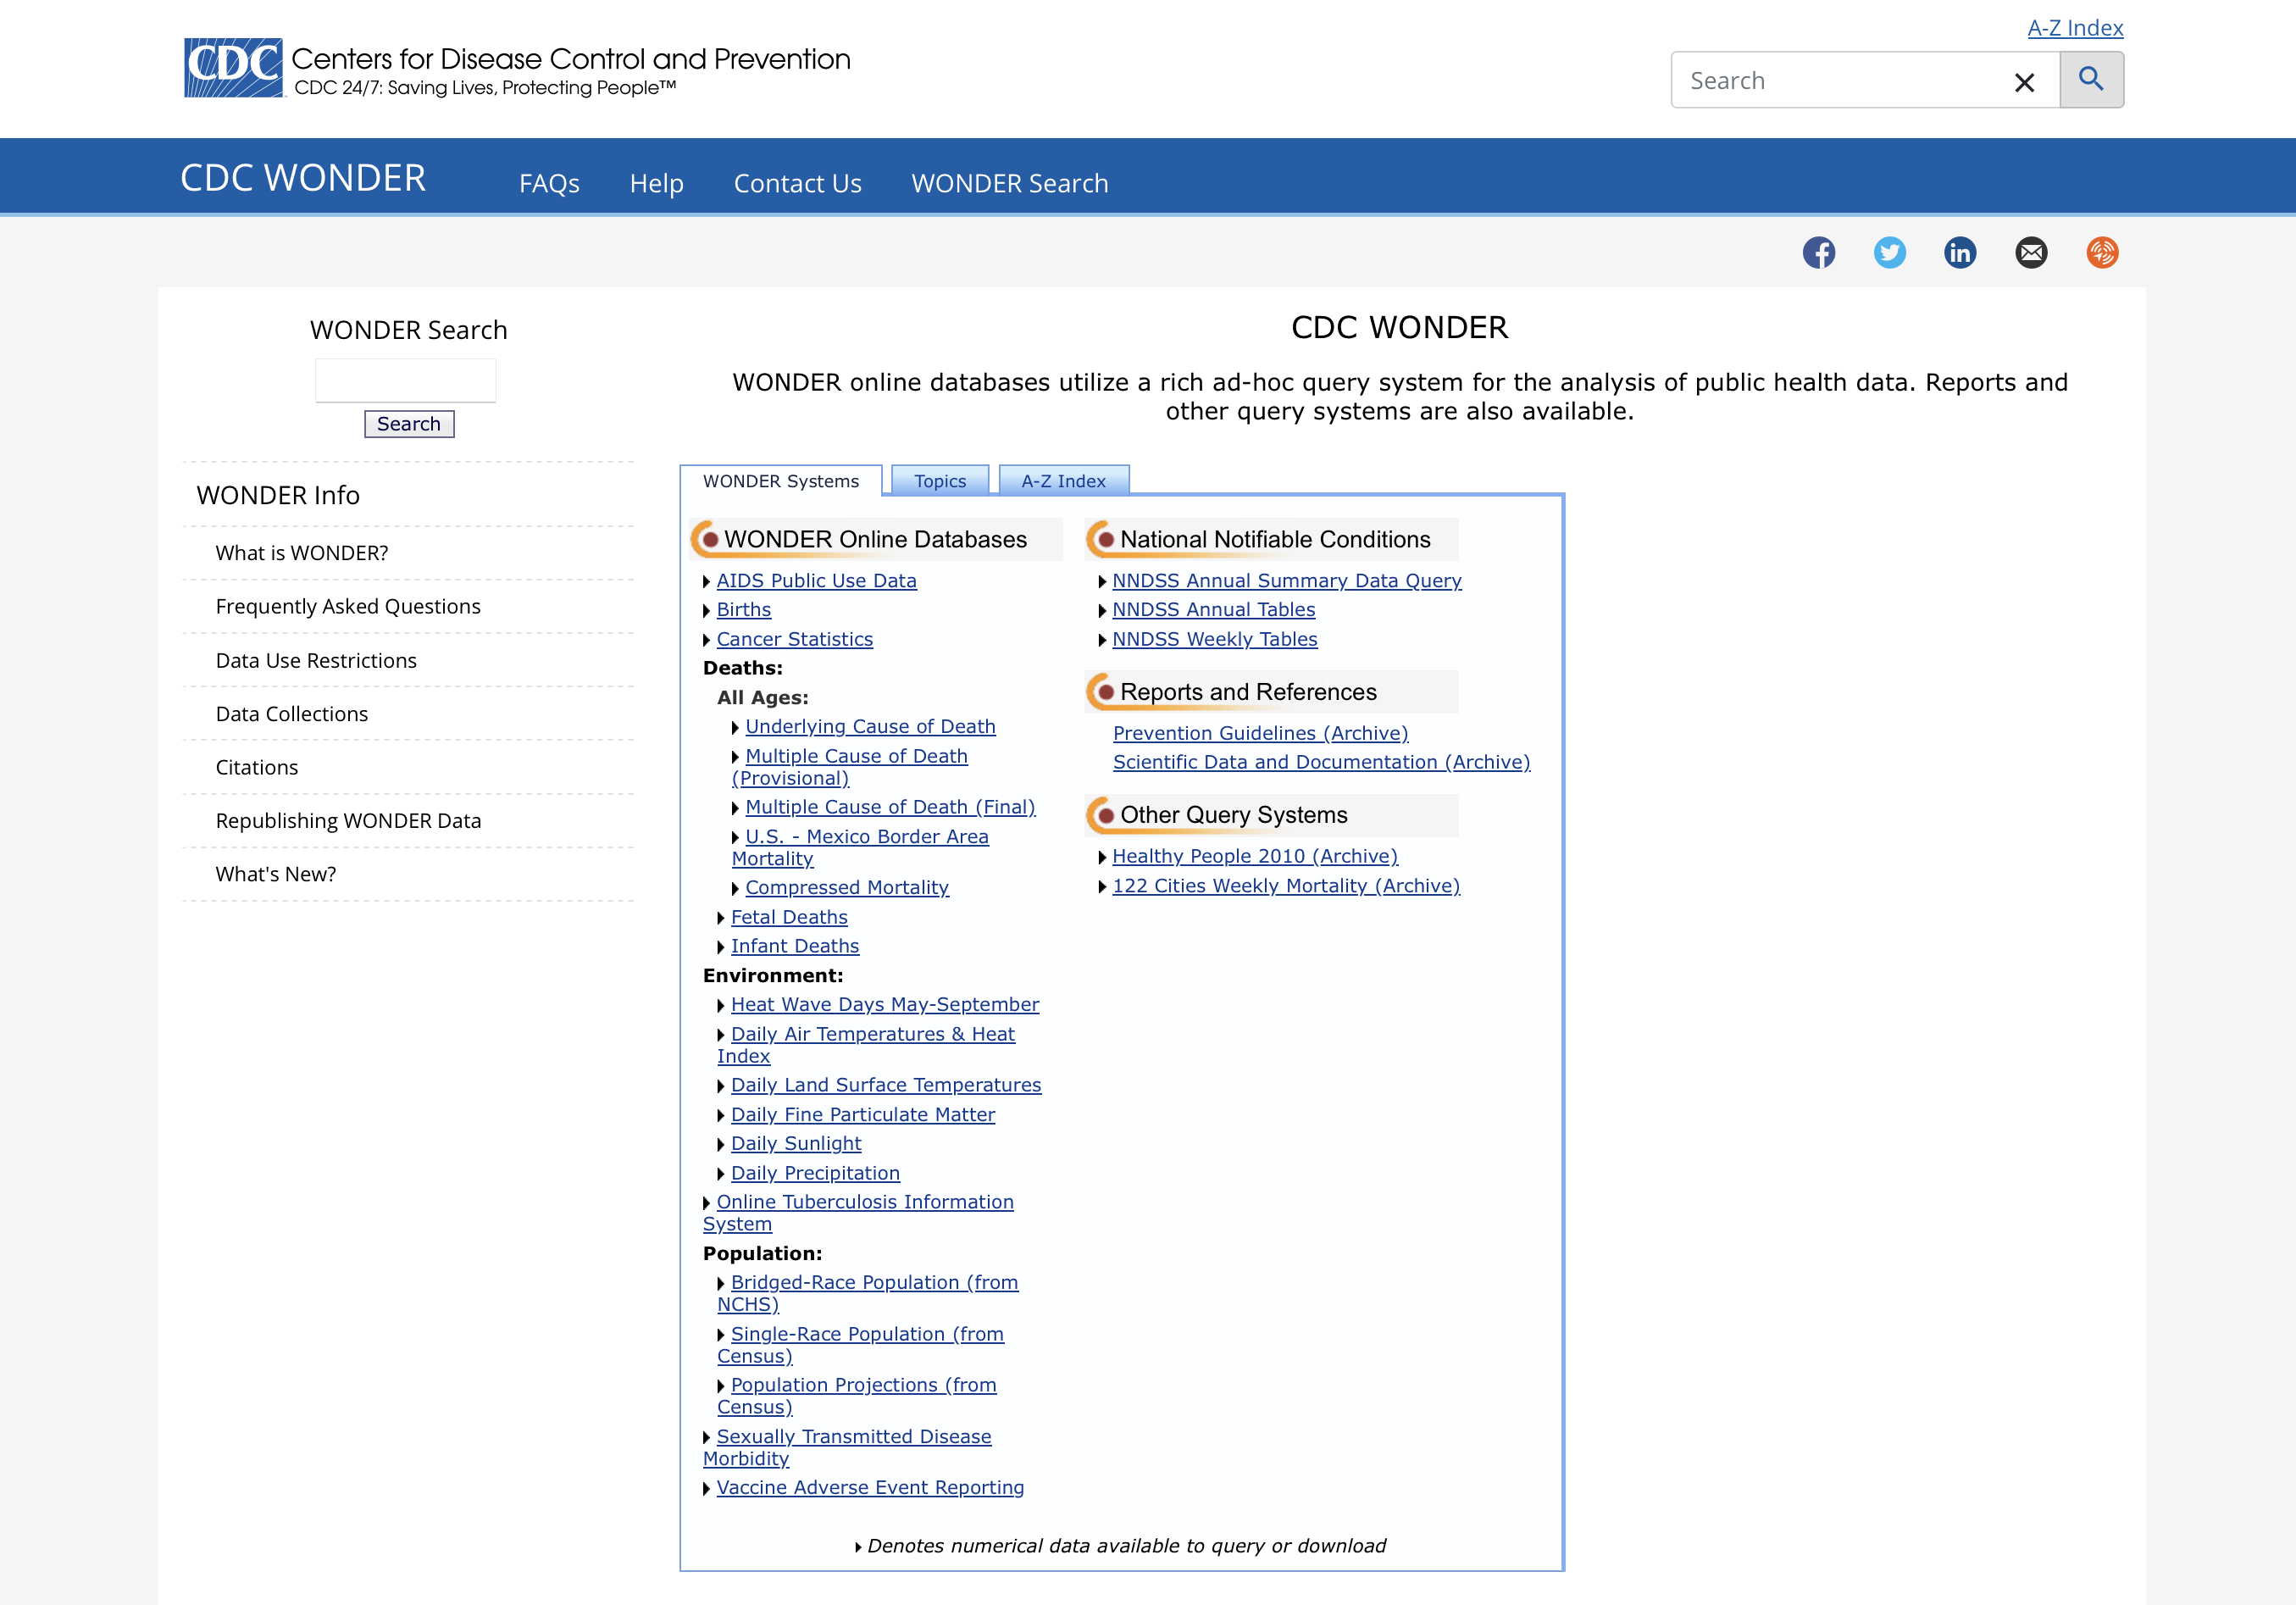 A-Z Index
CDC
Centers for Disease Control and Prevention
CDC 24/7: Saving Lives, Protecting People™
Search
CDC WONDER
FAQs
Help
Contact Us
WONDER Search
WONDER Search
Search
WONDER Info
What is WONDER?
Frequently Asked Questions
Data Use Restrictions
Data Collections
Citations
Republishing WONDER Data
What's New?
CDC WONDER
WONDER online databases utilize a rich ad-hoc query system for the analysis of public health data. Reports and
other query systems are also available.
WONDER Systems
Topics
A-Z Index
WONDER Online Databases
AIDS Public Use Data
Births
Cancer Statistics
Deaths:
All Ages:
Underlying Cause of Death
Multiple Cause of Death
(Provisional)
Multiple Cause of Death (Final)
U.S. - Mexico Border Area
Mortality
Compressed Mortality
Fetal Deaths
Infant Deaths
Environment:
Heat Wave Days May-September
Daily Air Temperatures & Heat
Index
Daily Land Surface Temperatures
Daily Fine Particulate Matter
Daily Sunlight
Daily Precipitation
Online Tuberculosis Information
System
Population:
Bridged-Race Population (from
NCHS)
Single-Race Population (from
Census)
Population Projections (from
Census)
Sexually Transmitted Disease
Morbidity
Vaccine Adverse Event Reporting
National Notifiable Conditions
NNDSS Annual Summary Data Query
NNDSS Annual Tables
NNDSS Weekly Tables
Reports and References
Prevention Guidelines (Archive)
Scientific Data and Documentation (Archive)
Other Query Systems
Healthy People 2010 (Archive)
122 Cities Weekly Mortality (Archive)
Denotes numerical data available to query or download